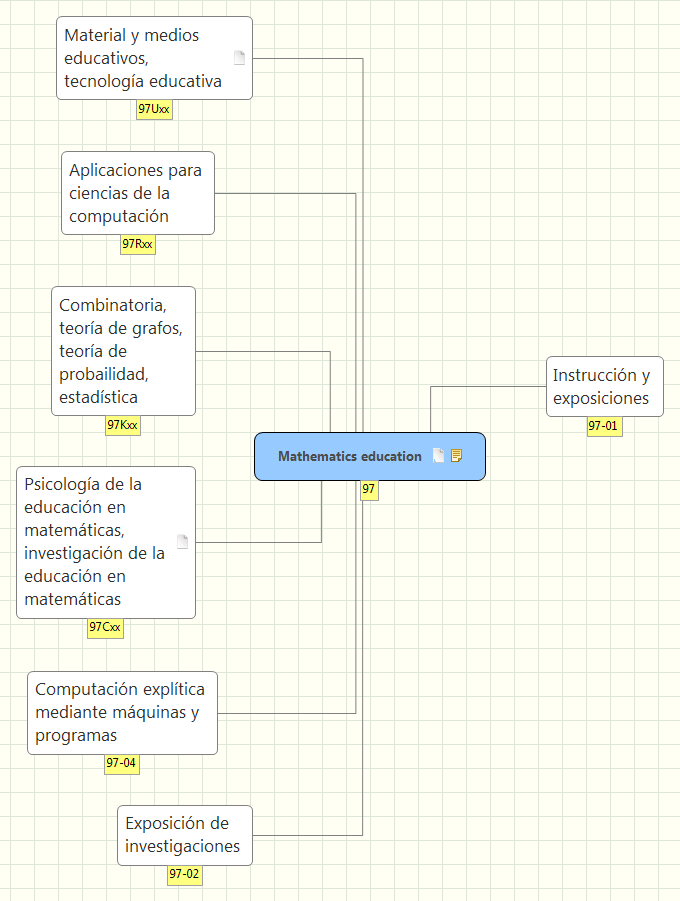 Material y medios
educativos,
tecnología educativa
97Uxx
Aplicaciones para
ciencias de la
computación
97Rxx
Combinatoria,
teoría de grafos,
teoría de
probailidad,
estadística
97Kxx
Instrucción y
exposiciones
97-01
Mathematics education
97
Psicología de la
educación en
matemáticas,
investigación de la
educación en
matemáticas
97Cxx
Computación explítica
mediante máquinas y
programas
97-04
Exposición de
investigaciones
97-02